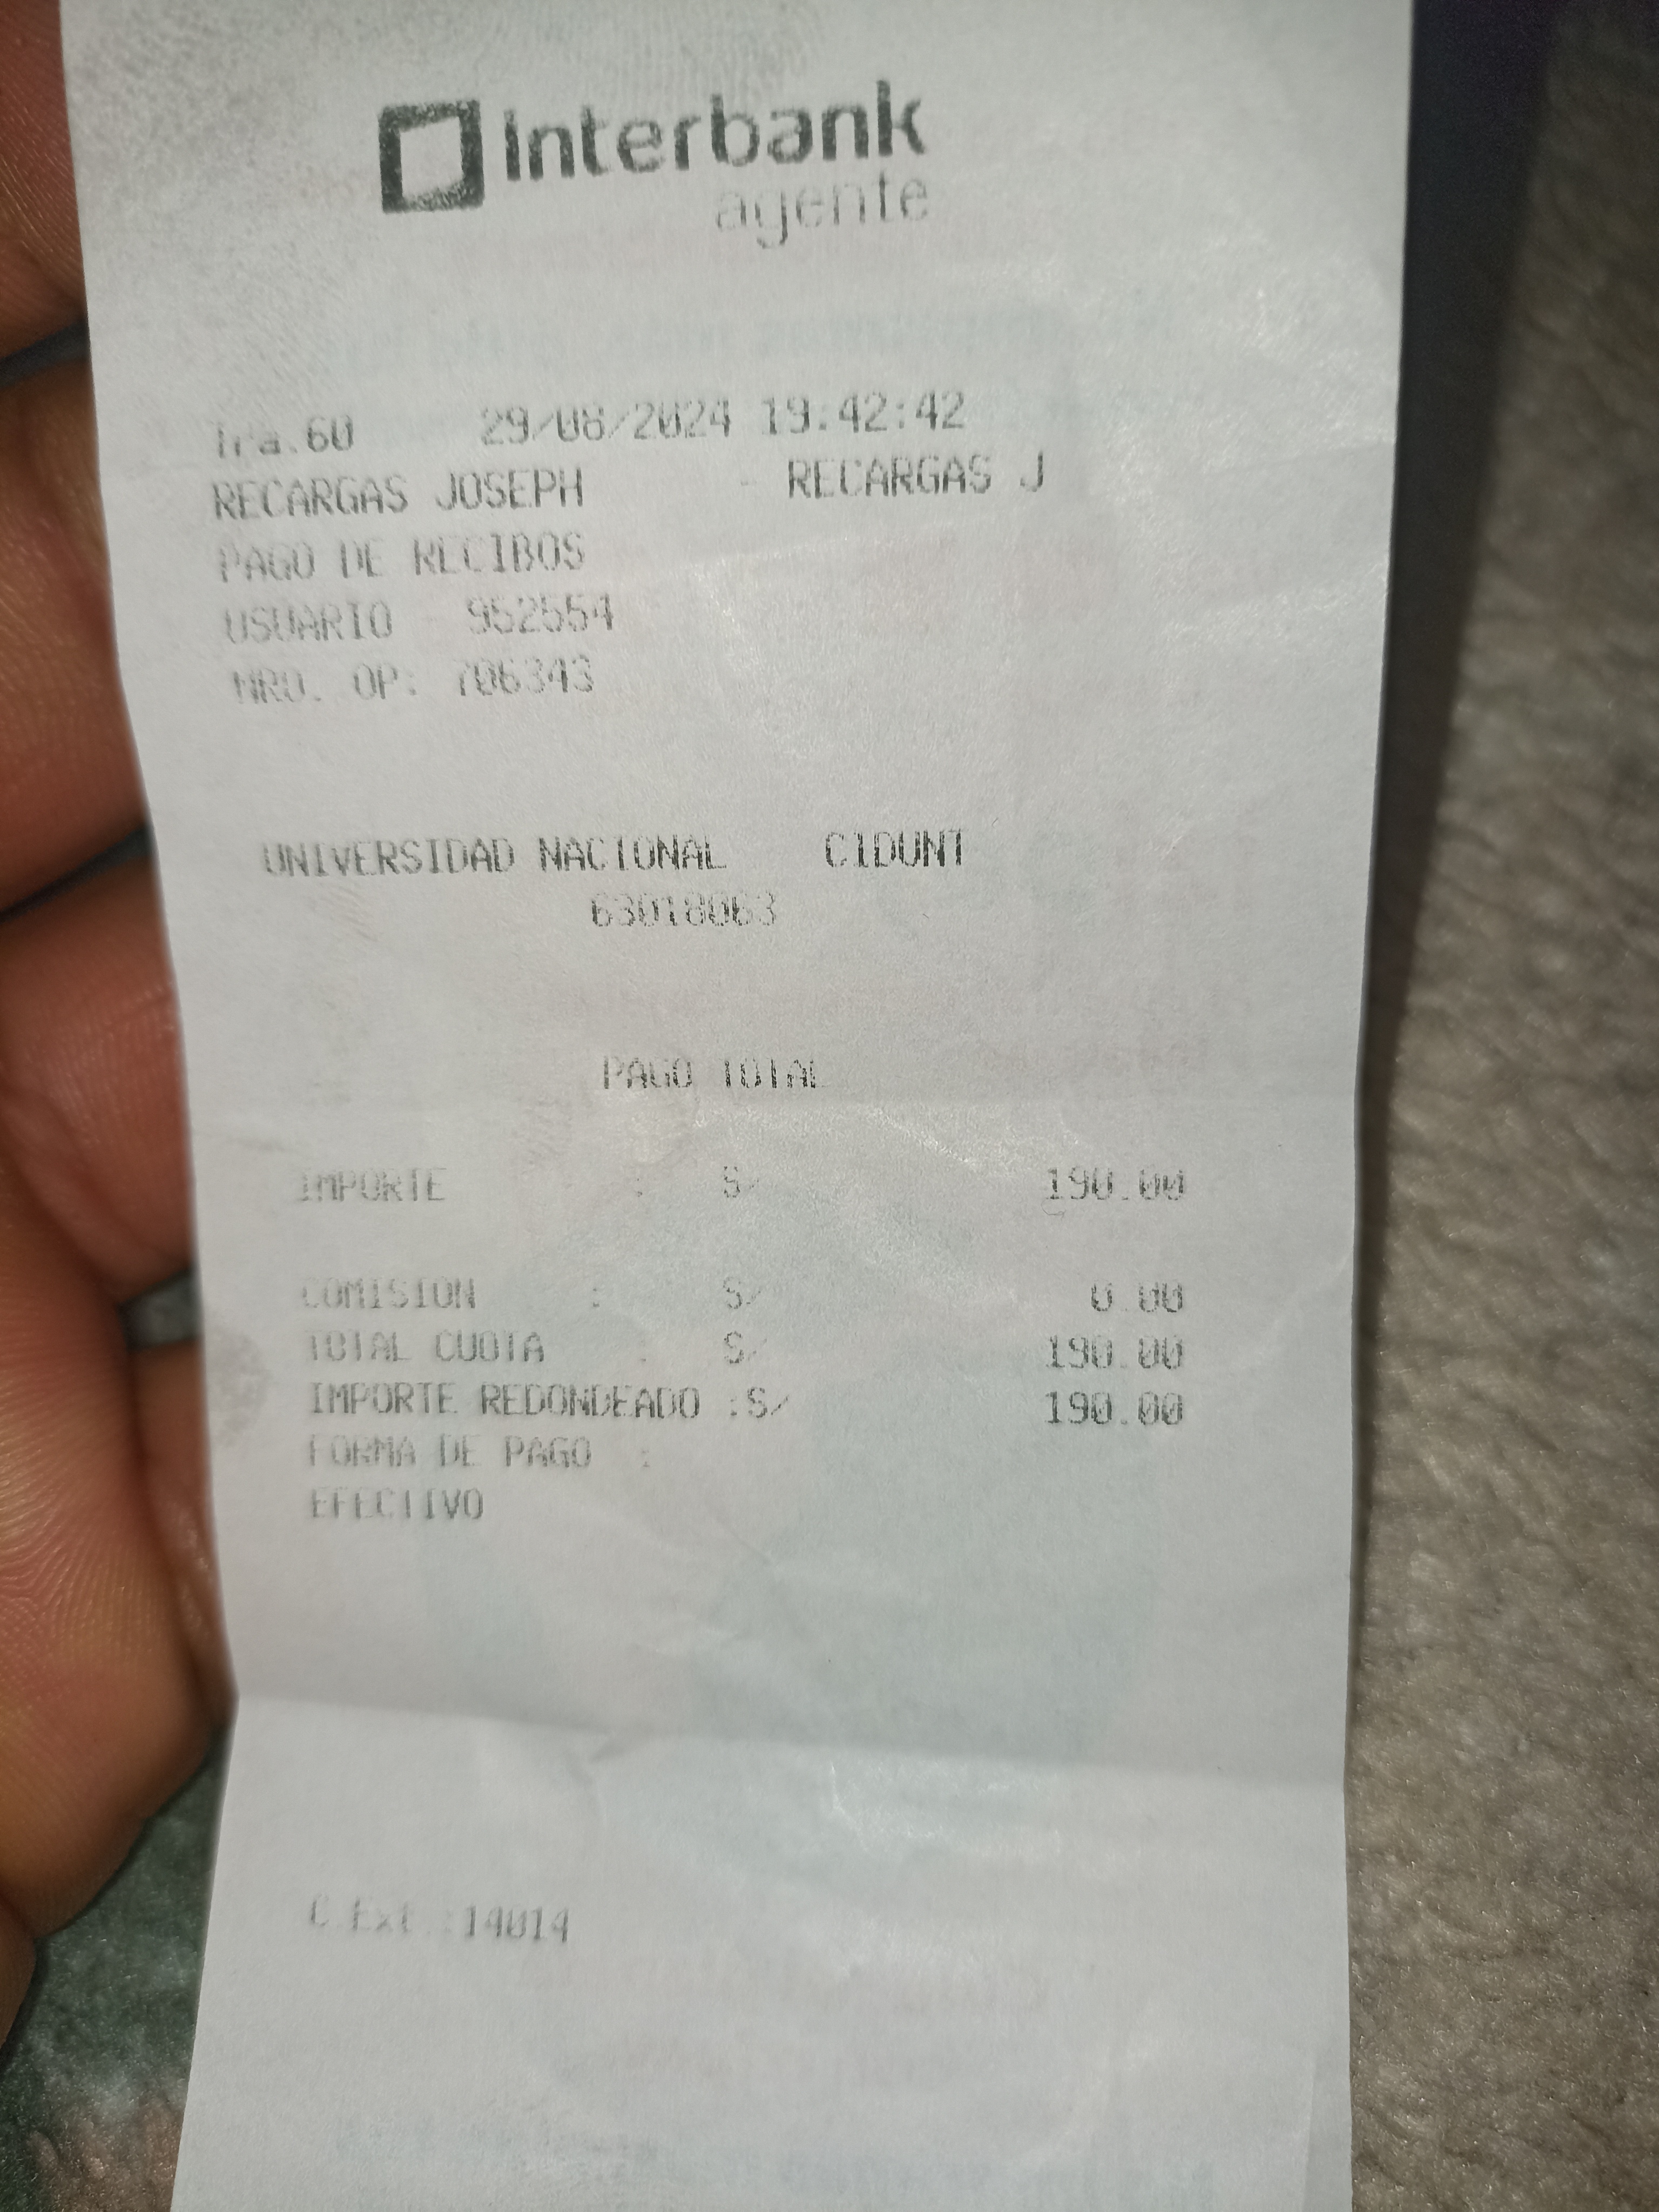 interbank
agente
Tra.60 29/08/2024 19:42:42
RECARGAS JOSEPH - RECARGAS J
PAGO DE RECIBOS
USUARIO 952554
NRO. OP: 706343
UNIVERSIDAD NACIONAL CIDUNT
63018063
PAGO TOTAL
IMPORTE : S/ 190.00
COMISION : S/ 0.00
TOTAL CUOTA : S/ 190.00
IMPORTE REDONDEADO :S/ 190.00
FORMA DE PAGO :
EFECTIVO
C.Ext.:14014